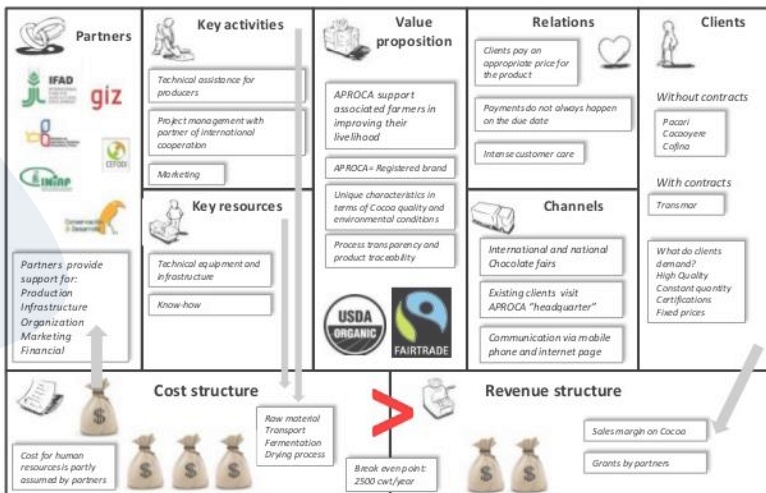 Partners
IFAD
giz
CEFODI
INIAP
Conservación
& Desarrollo
Partners provide
support for:
Production
Infrastructure
Organization
Marketing
Financial
Key activities
Technical assistance for
producers
Project management with
partner of international
cooperation
Marketing
Key resources
Technical equipment and
infrastructure
Know-how
Value
proposition
APROCA support
associated farmers in
improving their
livelihood
APROCA= Registered brand
Unique characteristics in
terms of Cocoa quality and
environmental conditions
Process transparency and
product traceability
USDA
ORGANIC
FAIRTRADE
Relations
Clients pay an
appropriate price for
the product
Payments do not always happen
on the due date
Intense customer care
Channels
International and national
Chocolate fairs
Existing clients visit
APROCA "headquarter"
Communication via mobile
phone and internet page
Clients
Without contracts
Pacari
Cacaoyere
Cofina
With contracts
Transmar
What do clients
demand?
High Quality
Constant quantity
Certifications
Fixed prices
Cost structure
$
Cost for human
resources is partly
assumed by partners
$ $ $
Raw material
Transport
Fermentation
Drying process
>
Break even point:
2500 cwt/year
Revenue structure
$ $
Sales margin on Cocoa
Grants by partners